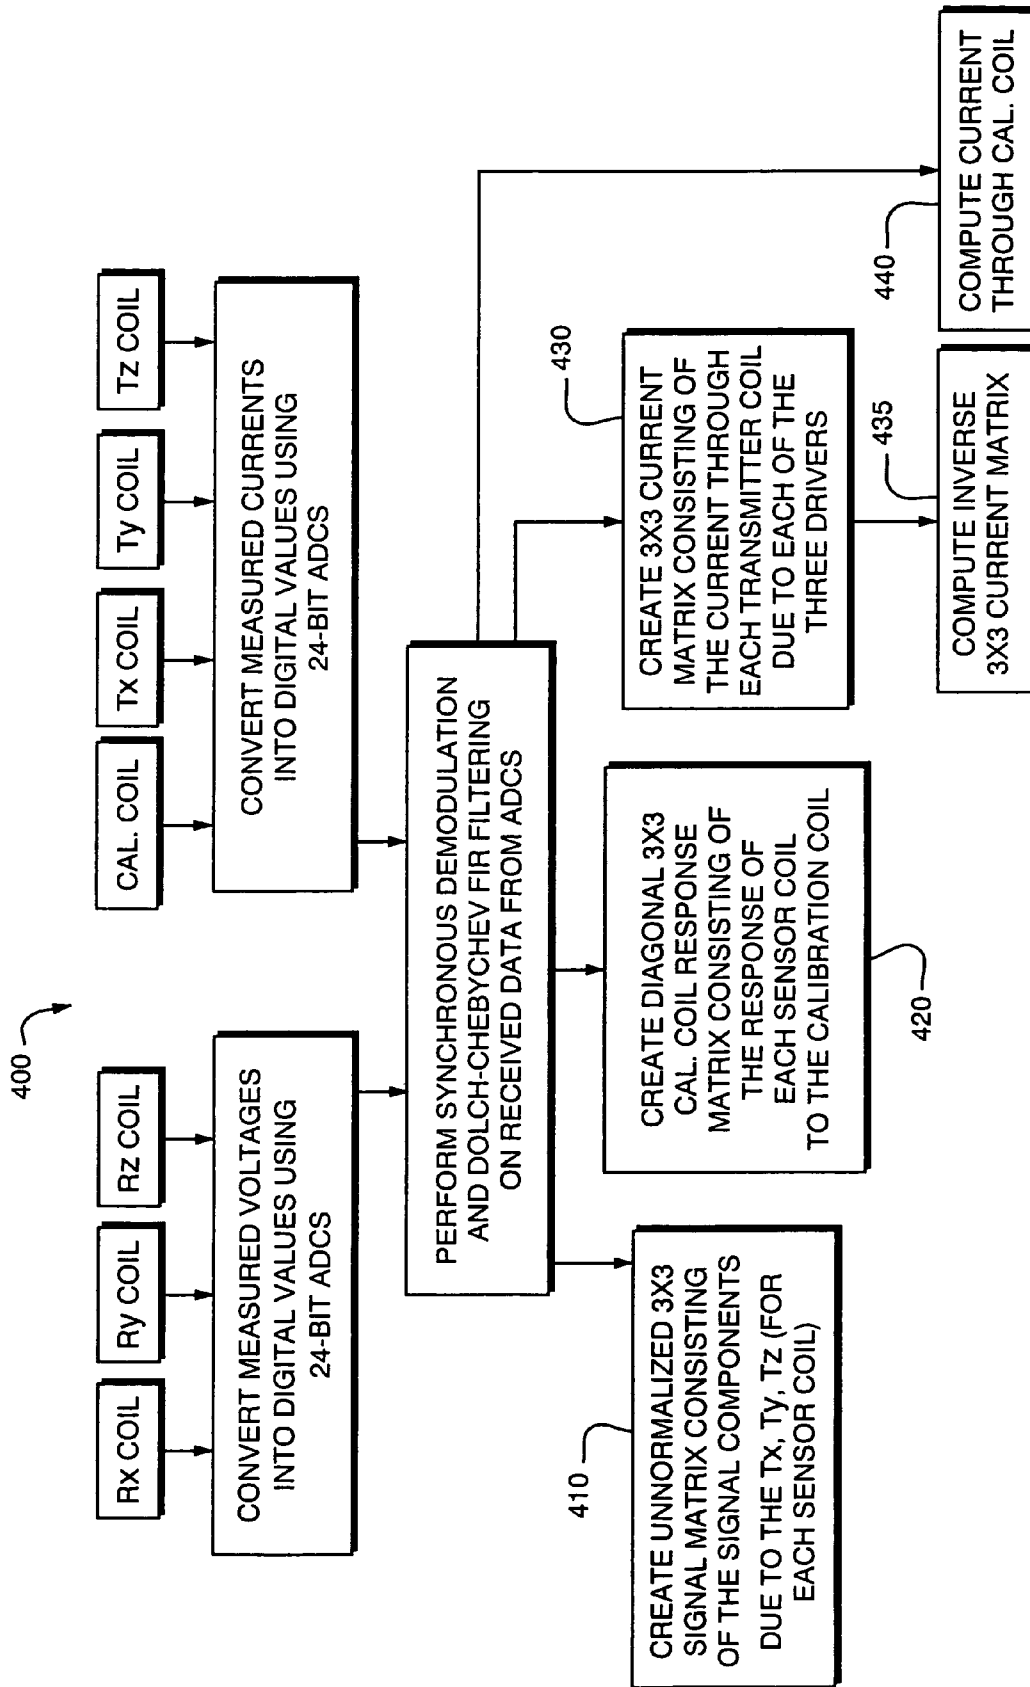 400
Rx COIL
Ry COIL
Rz COIL
CAL. COIL
Tx COIL
Ty COIL
Tz COIL
CONVERT MEASURED VOLTAGES
INTO DIGITAL VALUES USING
24-BIT ADCS
CONVERT MEASURED CURRENTS
INTO DIGITAL VALUES USING
24-BIT ADCS
PERFORM SYNCHRONOUS DEMODULATION
AND DOLCH-CHEBYCHEV FIR FILTERING
ON RECEIVED DATA FROM ADCS
410
CREATE UNNORMALIZED 3X3
SIGNAL MATRIX CONSISTING
OF THE SIGNAL COMPONENTS
DUE TO THE Tx, Ty, Tz (FOR
EACH SENSOR COIL)
CREATE DIAGONAL 3X3
CAL. COIL RESPONSE
MATRIX CONSISTING OF
THE RESPONSE OF
EACH SENSOR COIL
TO THE CALIBRATION COIL
420
CREATE 3X3 CURRENT
MATRIX CONSISTING OF
THE CURRENT THROUGH
EACH TRANSMITTER COIL
DUE TO EACH OF THE
THREE DRIVERS
430
435
COMPUTE INVERSE
3X3 CURRENT MATRIX
440
COMPUTE CURRENT
THROUGH CAL. COIL